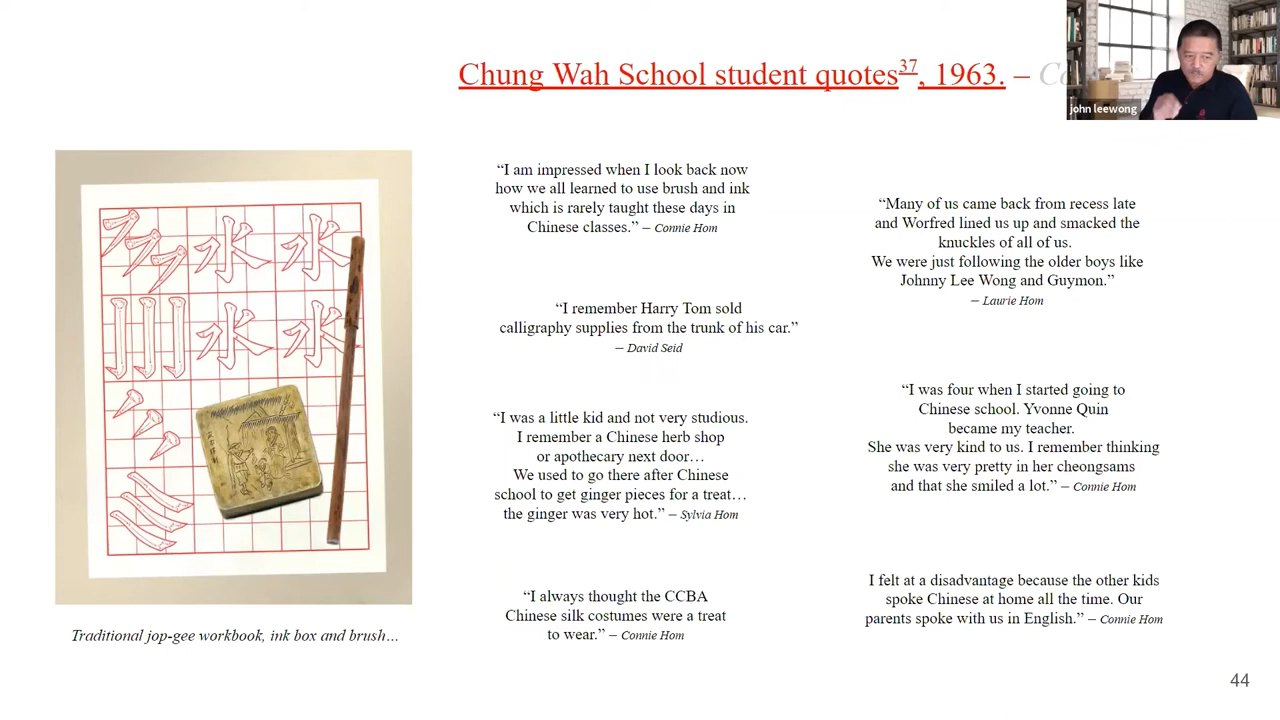 Chung Wah School student quotes37, 1963. –
john leewong
水 水
水 水
“I am impressed when I look back now
how we all learned to use brush and ink
which is rarely taught these days in
Chinese classes.” – Connie Hom
“I remember Harry Tom sold
calligraphy supplies from the trunk of his car.”
– David Seid
“I was a little kid and not very studious.
I remember a Chinese herb shop
or apothecary next door…
We used to go there after Chinese
school to get ginger pieces for a treat…
the ginger was very hot.” – Sylvia Hom
“I always thought the CCBA
Chinese silk costumes were a treat
to wear.” – Connie Hom
“Many of us came back from recess late
and Worfred lined us up and smacked the
knuckles of all of us.
We were just following the older boys like
Johnny Lee Wong and Guymon.”
– Laurie Hom
“I was four when I started going to
Chinese school. Yvonne Quin
became my teacher.
She was very kind to us. I remember thinking
she was very pretty in her cheongsams
and that she smiled a lot.” – Connie Hom
I felt at a disadvantage because the other kids
spoke Chinese at home all the time. Our
parents spoke with us in English.” – Connie Hom
Traditional jop-gee workbook, ink box and brush…
44